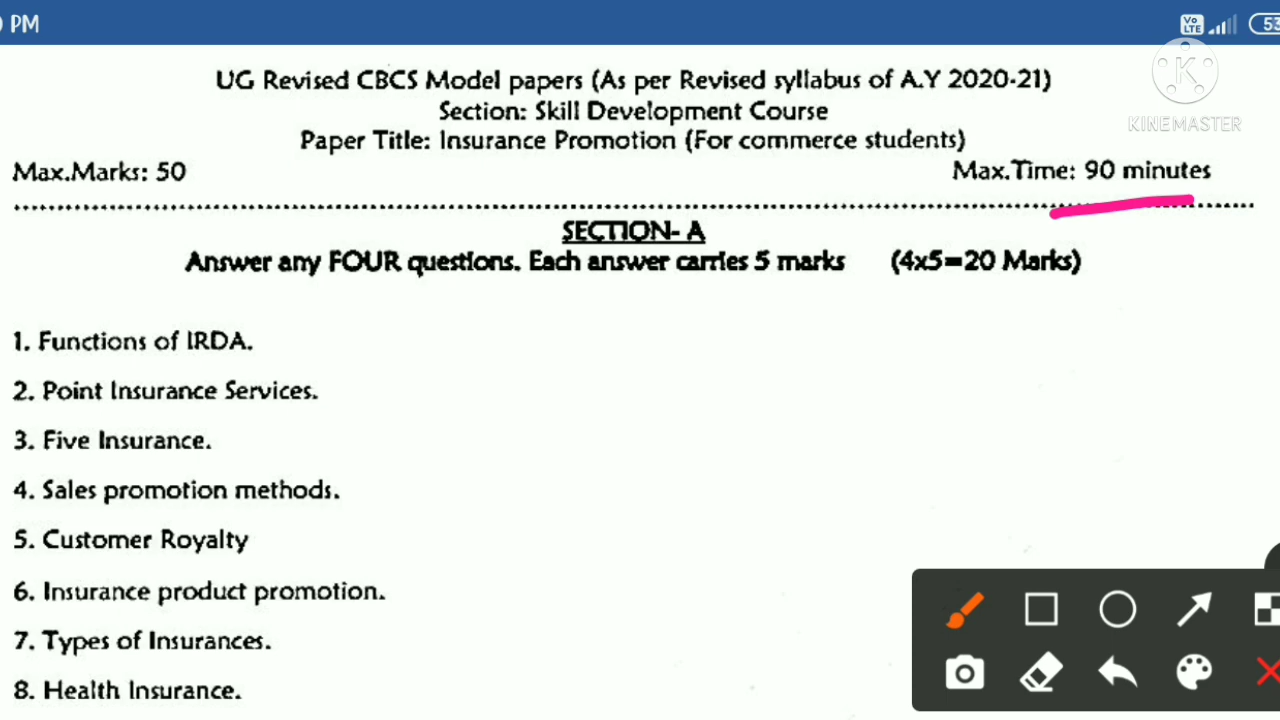 PM
Vo
LTE
53
KINEMASTER
UG Revised CBCS Model papers (As per Revised syllabus of A.Y 2020-21)
Section: Skill Development Course
Paper Title: Insurance Promotion (For commerce students)
Max.Marks: 50 Max.Time: 90 minutes
SECTION- A
Answer any FOUR questions. Each answer carries 5 marks (4x5=20 Marks)
1. Functions of IRDA.
2. Point Insurance Services.
3. Five Insurance.
4. Sales promotion methods.
5. Customer Royalty
6. Insurance product promotion.
7. Types of Insurances.
8. Health Insurance.